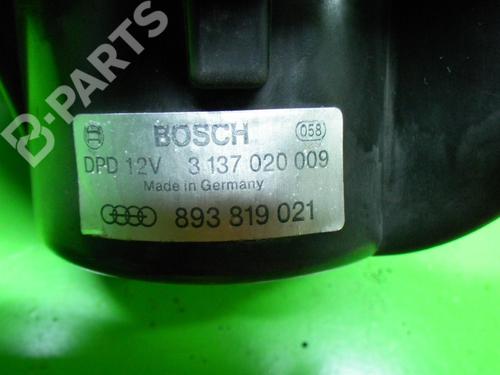 B-PARTS
BOSCH 058
DPD 12V 3 137 020 009
Made in Germany
893 819 021